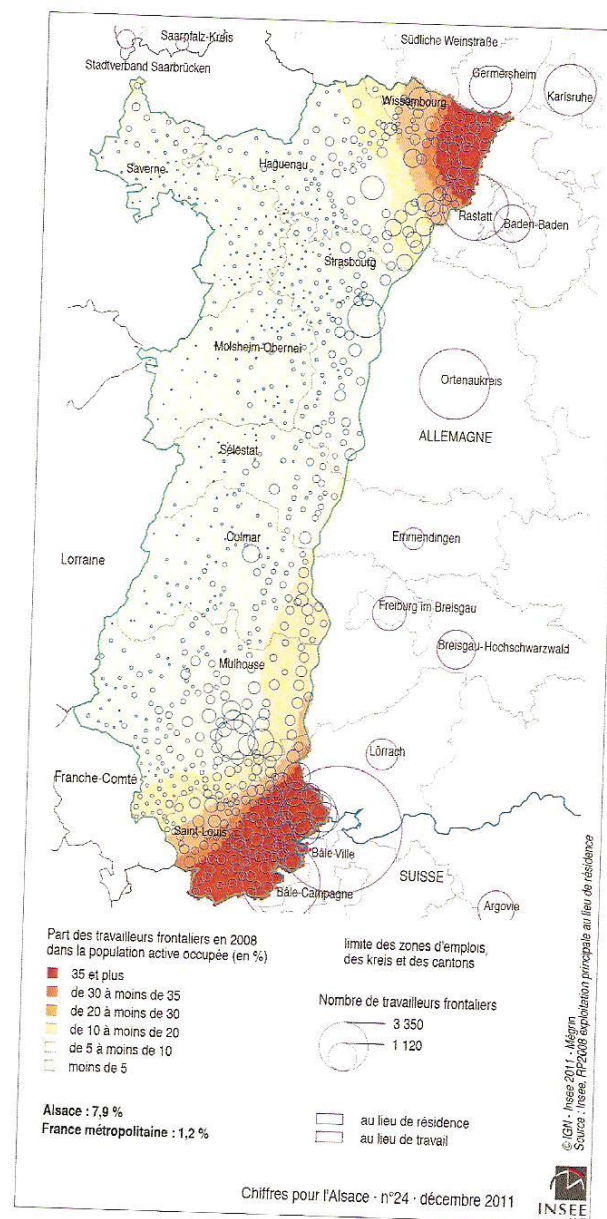 Saarpfalz-Kreis
Stadtverband Saarbrücken
Südliche Weinstraße
Germersheim
Karlsruhe
Wissembourg
Saverne
Haguenau
Rastatt
Baden-Baden
Strasbourg
Molsheim-Obernai
Ortenaukreis
ALLEMAGNE
Sélestat
Colmar
Emmendingen
Lorraine
Freiburg im Breisgau
Breisgau-Hochschwarzwald
Mulhouse
Lörrach
Franche-Comté
Saint-Louis
Bâle-Ville
SUISSE
Bâle-Campagne
Argovie
Part des travailleurs frontaliers en 2008
dans la population active occupée (en %)
35 et plus
de 30 à moins de 35
de 20 à moins de 30
de 10 à moins de 20
de 5 à moins de 10
moins de 5
limite des zones d'emplois,
des kreis et des cantons
Nombre de travailleurs frontaliers
3 350
1 120
Alsace : 7,9 %
France métropolitaine : 1,2 %
au lieu de résidence
au lieu de travail
© IGN - Insee 2011 - Mégrin
Source : Insee, RP2008 exploitation principale au lieu de résidence
Chiffres pour l'Alsace · n°24 · décembre 2011
INSEE